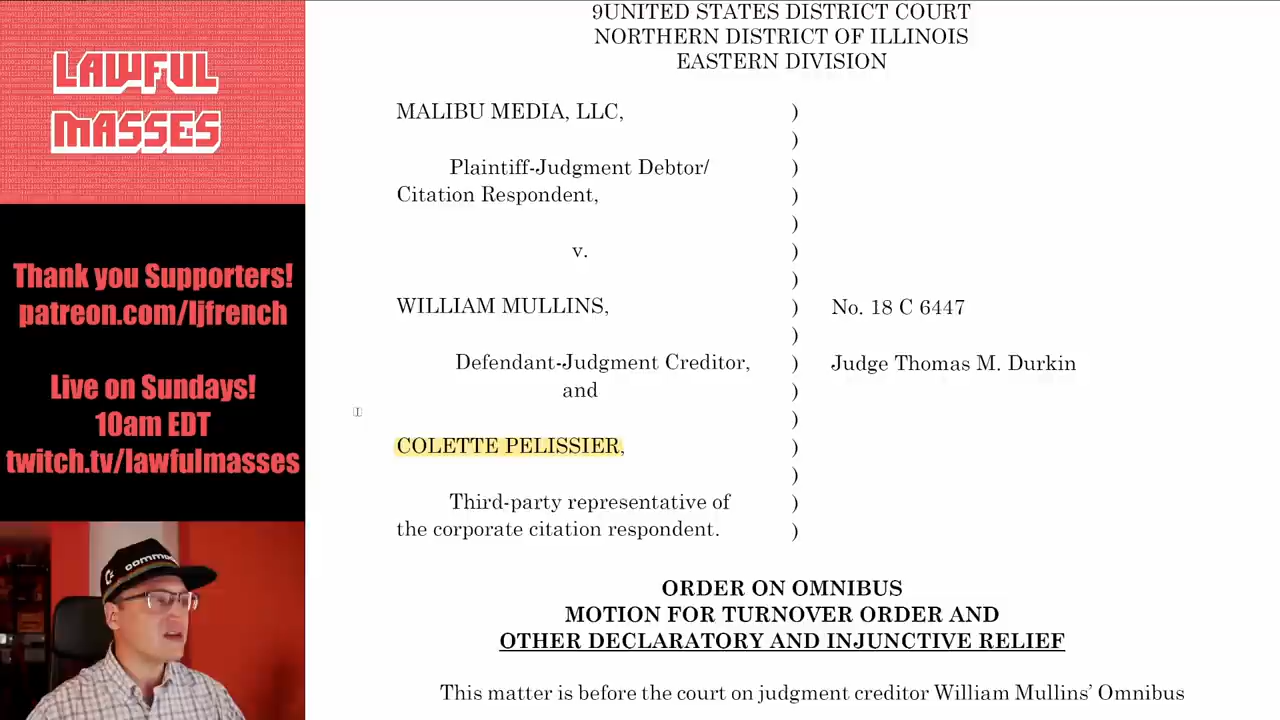 LAWFUL
MASSES
Thank you Supporters!
patreon.com/ljfrench
Live on Sundays!
10am EDT
twitch.tv/lawfulmasses
9UNITED STATES DISTRICT COURT
NORTHERN DISTRICT OF ILLINOIS
EASTERN DIVISION
MALIBU MEDIA, LLC, )
)
Plaintiff-Judgment Debtor/ )
Citation Respondent, )
)
v. )
)
WILLIAM MULLINS, ) No. 18 C 6447
)
Defendant-Judgment Creditor, ) Judge Thomas M. Durkin
and )
)
COLETTE PELISSIER, )
)
Third-party representative of )
the corporate citation respondent. )
ORDER ON OMNIBUS
MOTION FOR TURNOVER ORDER AND
OTHER DECLARATORY AND INJUNCTIVE RELIEF
This matter is before the court on judgment creditor William Mullins’ Omnibus